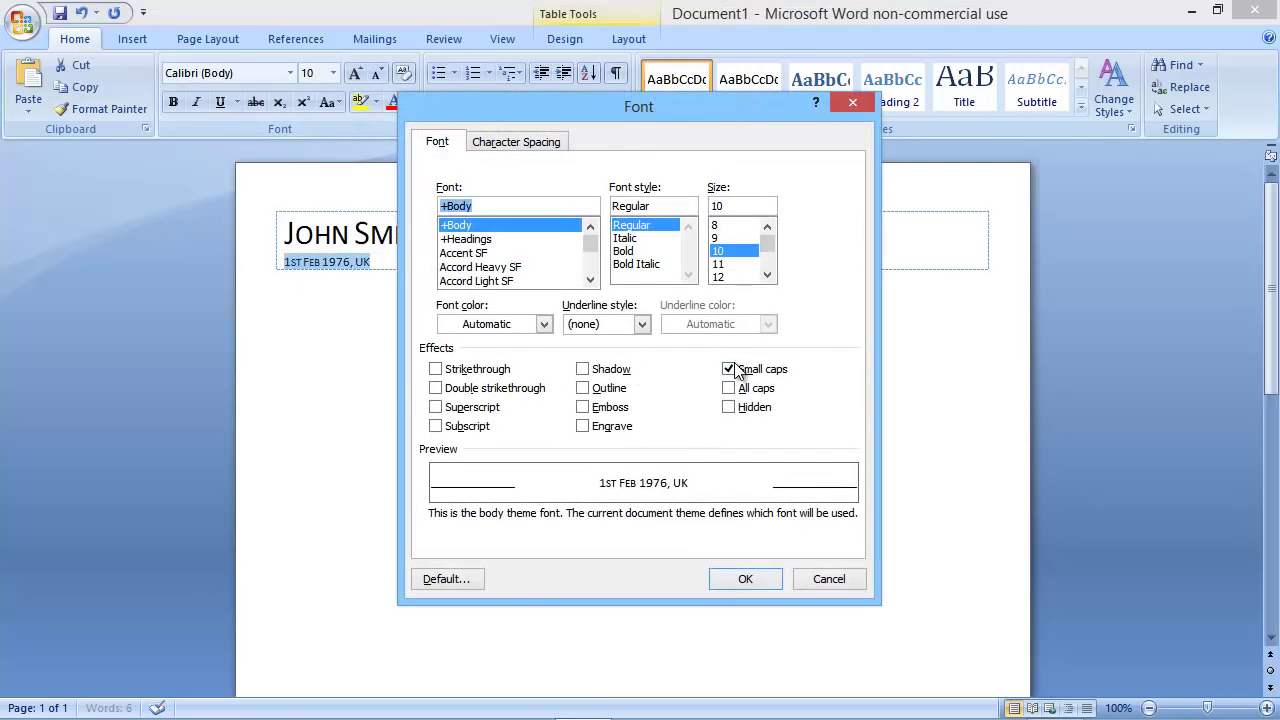 Table Tools
Document1 - Microsoft Word non-commercial use
Home Insert Page Layout References Mailings Review View Design Layout
Paste
Cut
Copy
Format Painter
Clipboard
Calibri (Body) 10
B I U abc X₂ X² Aa
Font
AaBbCcDc AaBbCcDc AaBbC AaBbCc AaB AaBbCc
Heading 2 Title Subtitle
Change Styles
Find
Replace
Select
Editing
JOHN
1ST FEB 1976, UK
Font
Font Character Spacing
Font: Font style: Size:
+Body Regular 10
+Body Regular 8
+Headings Italic 9
Accent SF Bold 10
Accord Heavy SF Bold Italic 11
Accord Light SF 12
Font color: Underline style: Underline color:
Automatic (none) Automatic
Effects
Strikethrough Shadow Small caps
Double strikethrough Outline All caps
Superscript Emboss Hidden
Subscript Engrave
Preview
1ST FEB 1976, UK
This is the body theme font. The current document theme defines which font will be used.
Default... OK Cancel
Page: 1 of 1 Words: 6 100%